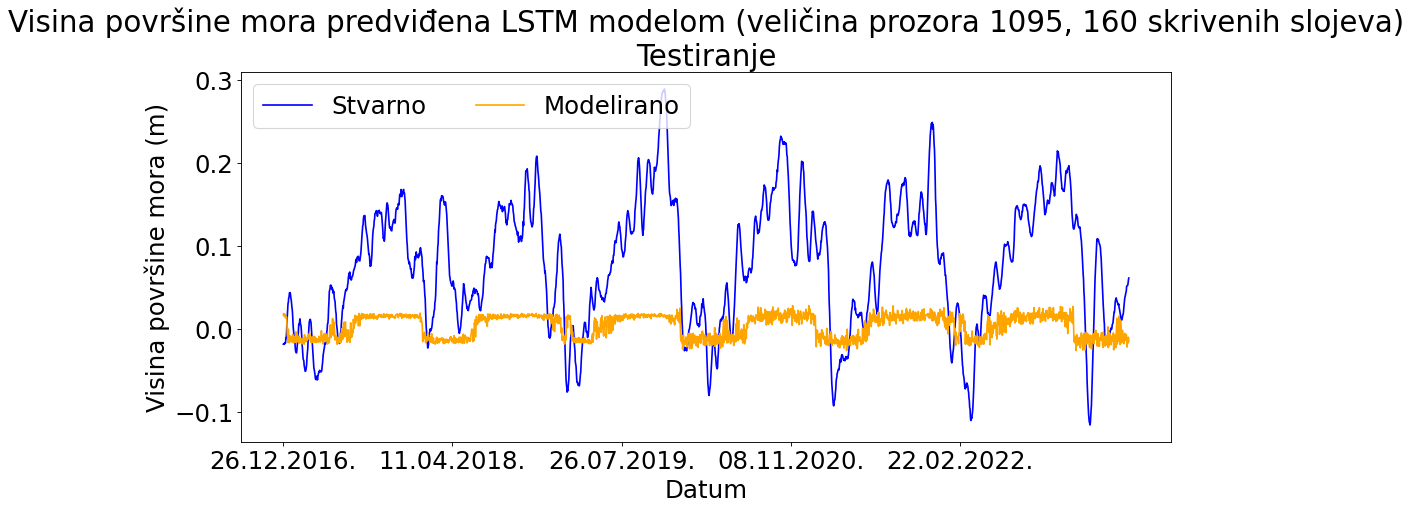 Visina površine mora predviđena LSTM modelom (veličina prozora 1095, 160 skrivenih slojeva)
Testiranje
Stvarno Modelirano
Visina površine mora (m)
0.3
0.2
0.1
0.0
−0.1
26.12.2016. 11.04.2018. 26.07.2019. 08.11.2020. 22.02.2022.
Datum